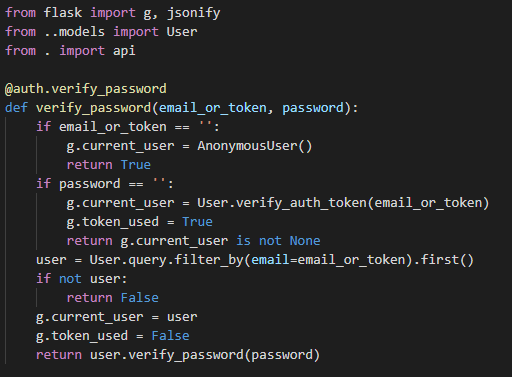 from flask import g, jsonify
from ..models import User
from . import api

@auth.verify_password
def verify_password(email_or_token, password):
    if email_or_token == '':
        g.current_user = AnonymousUser()
        return True
    if password == '':
        g.current_user = User.verify_auth_token(email_or_token)
        g.token_used = True
        return g.current_user is not None
    user = User.query.filter_by(email=email_or_token).first()
    if not user:
        return False
    g.current_user = user
    g.token_used = False
    return user.verify_password(password)